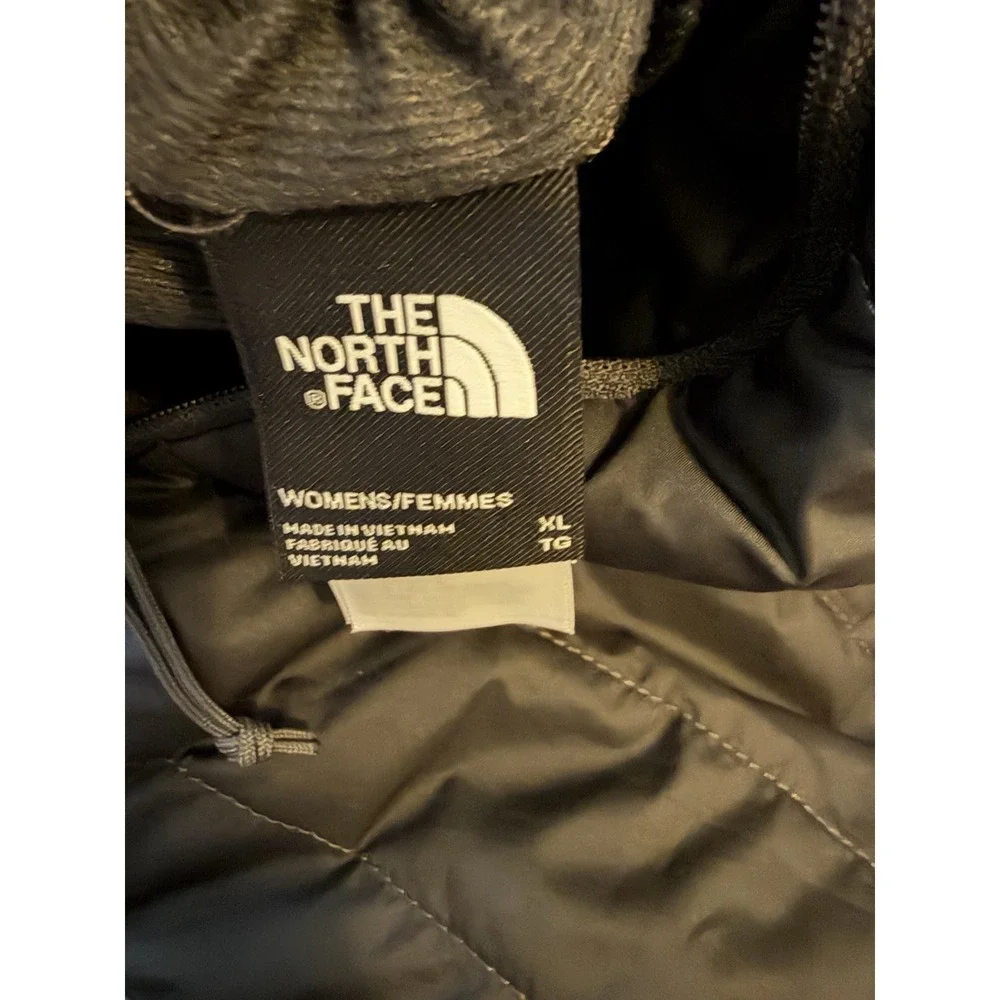 THE
NORTH
®FACE
WOMENS/FEMMES
MADE IN VIETNAM XL
FABRIQUÉ AU TG
VIETNAM